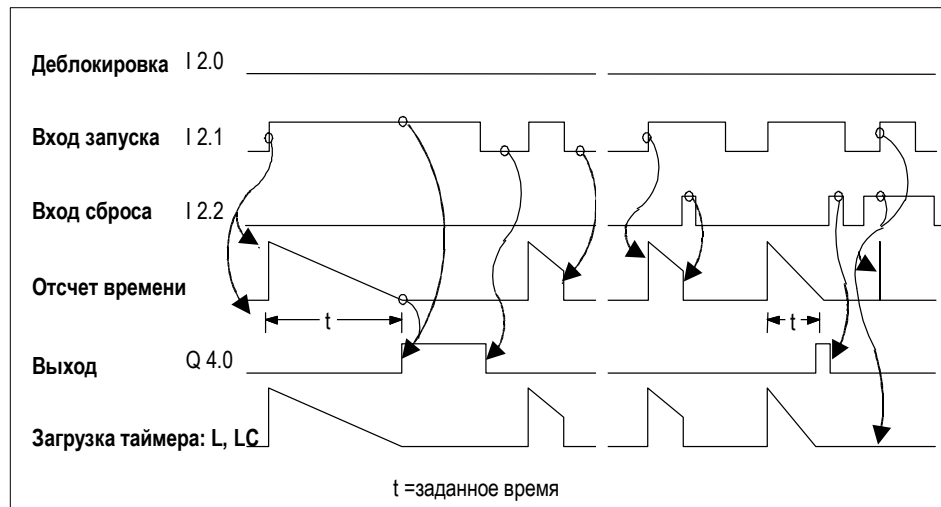 Деблокировка I 2.0
Вход запуска I 2.1
Вход сброса I 2.2
Отсчет времени
t t
Выход Q 4.0
Загрузка таймера: L, LC
t =заданное время